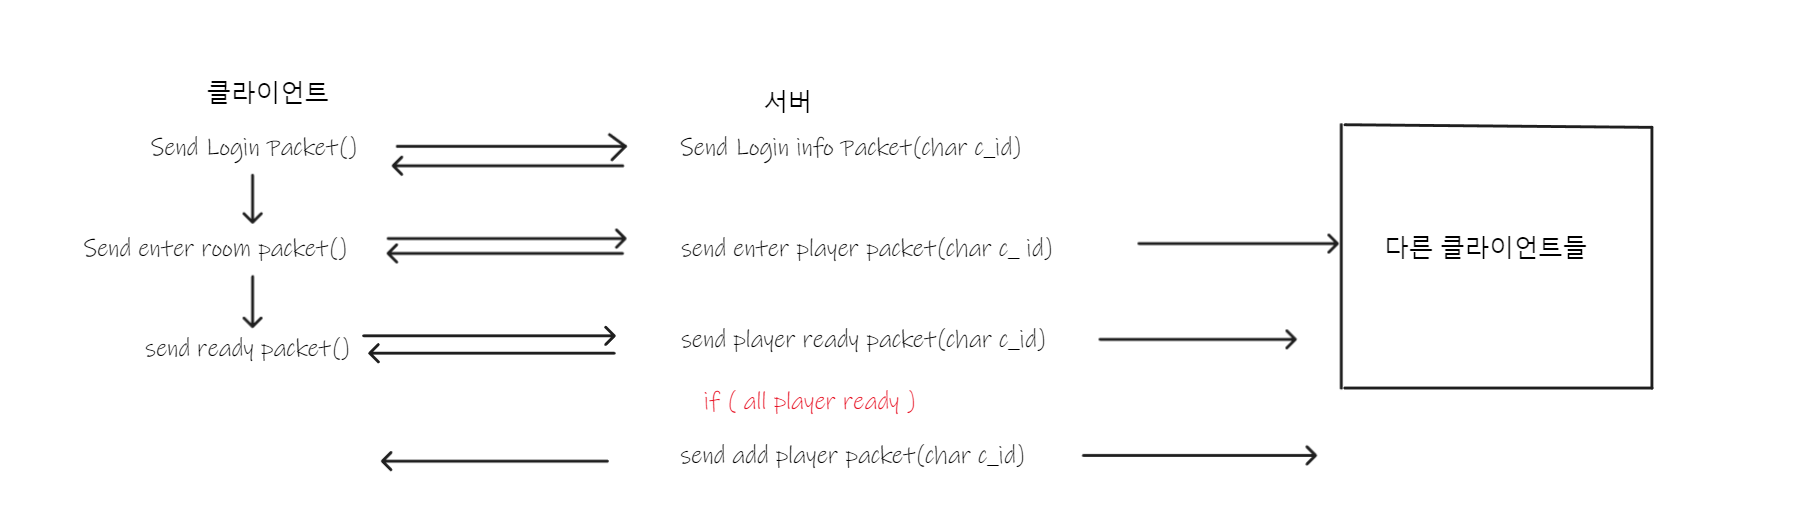 클라이언트
서버
Send Login Packet()
Send Login info Packet(char c_id)
Send enter room packet()
send enter player packet(char c_ id)
다른 클라이언트들
send ready packet()
send player ready packet(char c_id)
if ( all player ready )
send add player packet(char c_id)